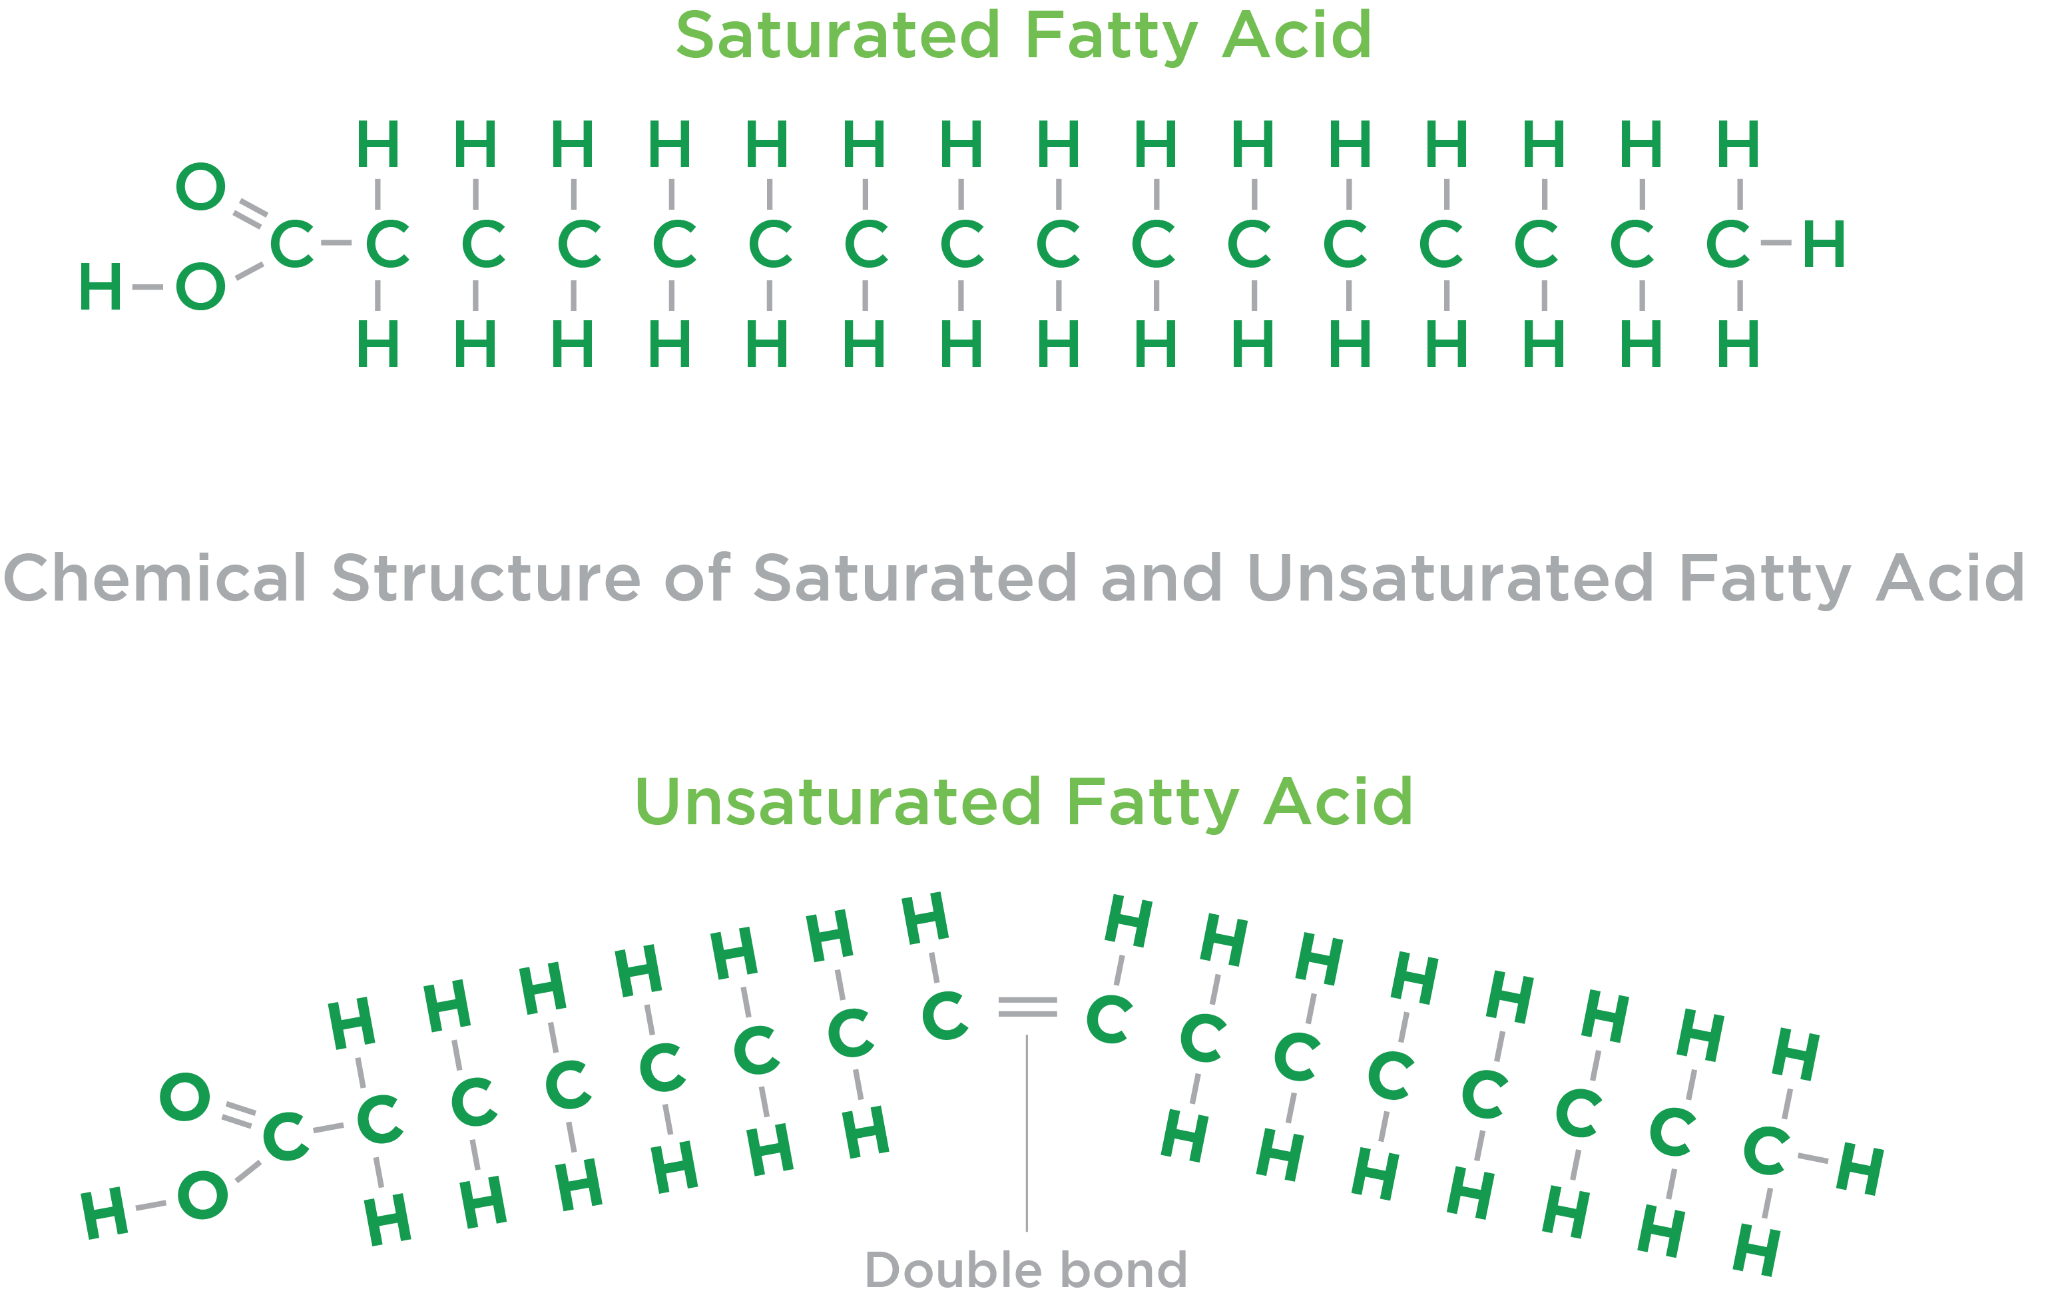 Saturated Fatty Acid
H H H H H H H H H H H H H H H
O
C C C C C C C C C C C C C C C C H
H O
H H H H H H H H H H H H H H H
Chemical Structure of Saturated and Unsaturated Fatty Acid
Unsaturated Fatty Acid
H H H H H H H H H H H H H H H
O
C C C C C C C C C C C C C C C C H
H O
H H H H H H H H H H H H H
Double bond